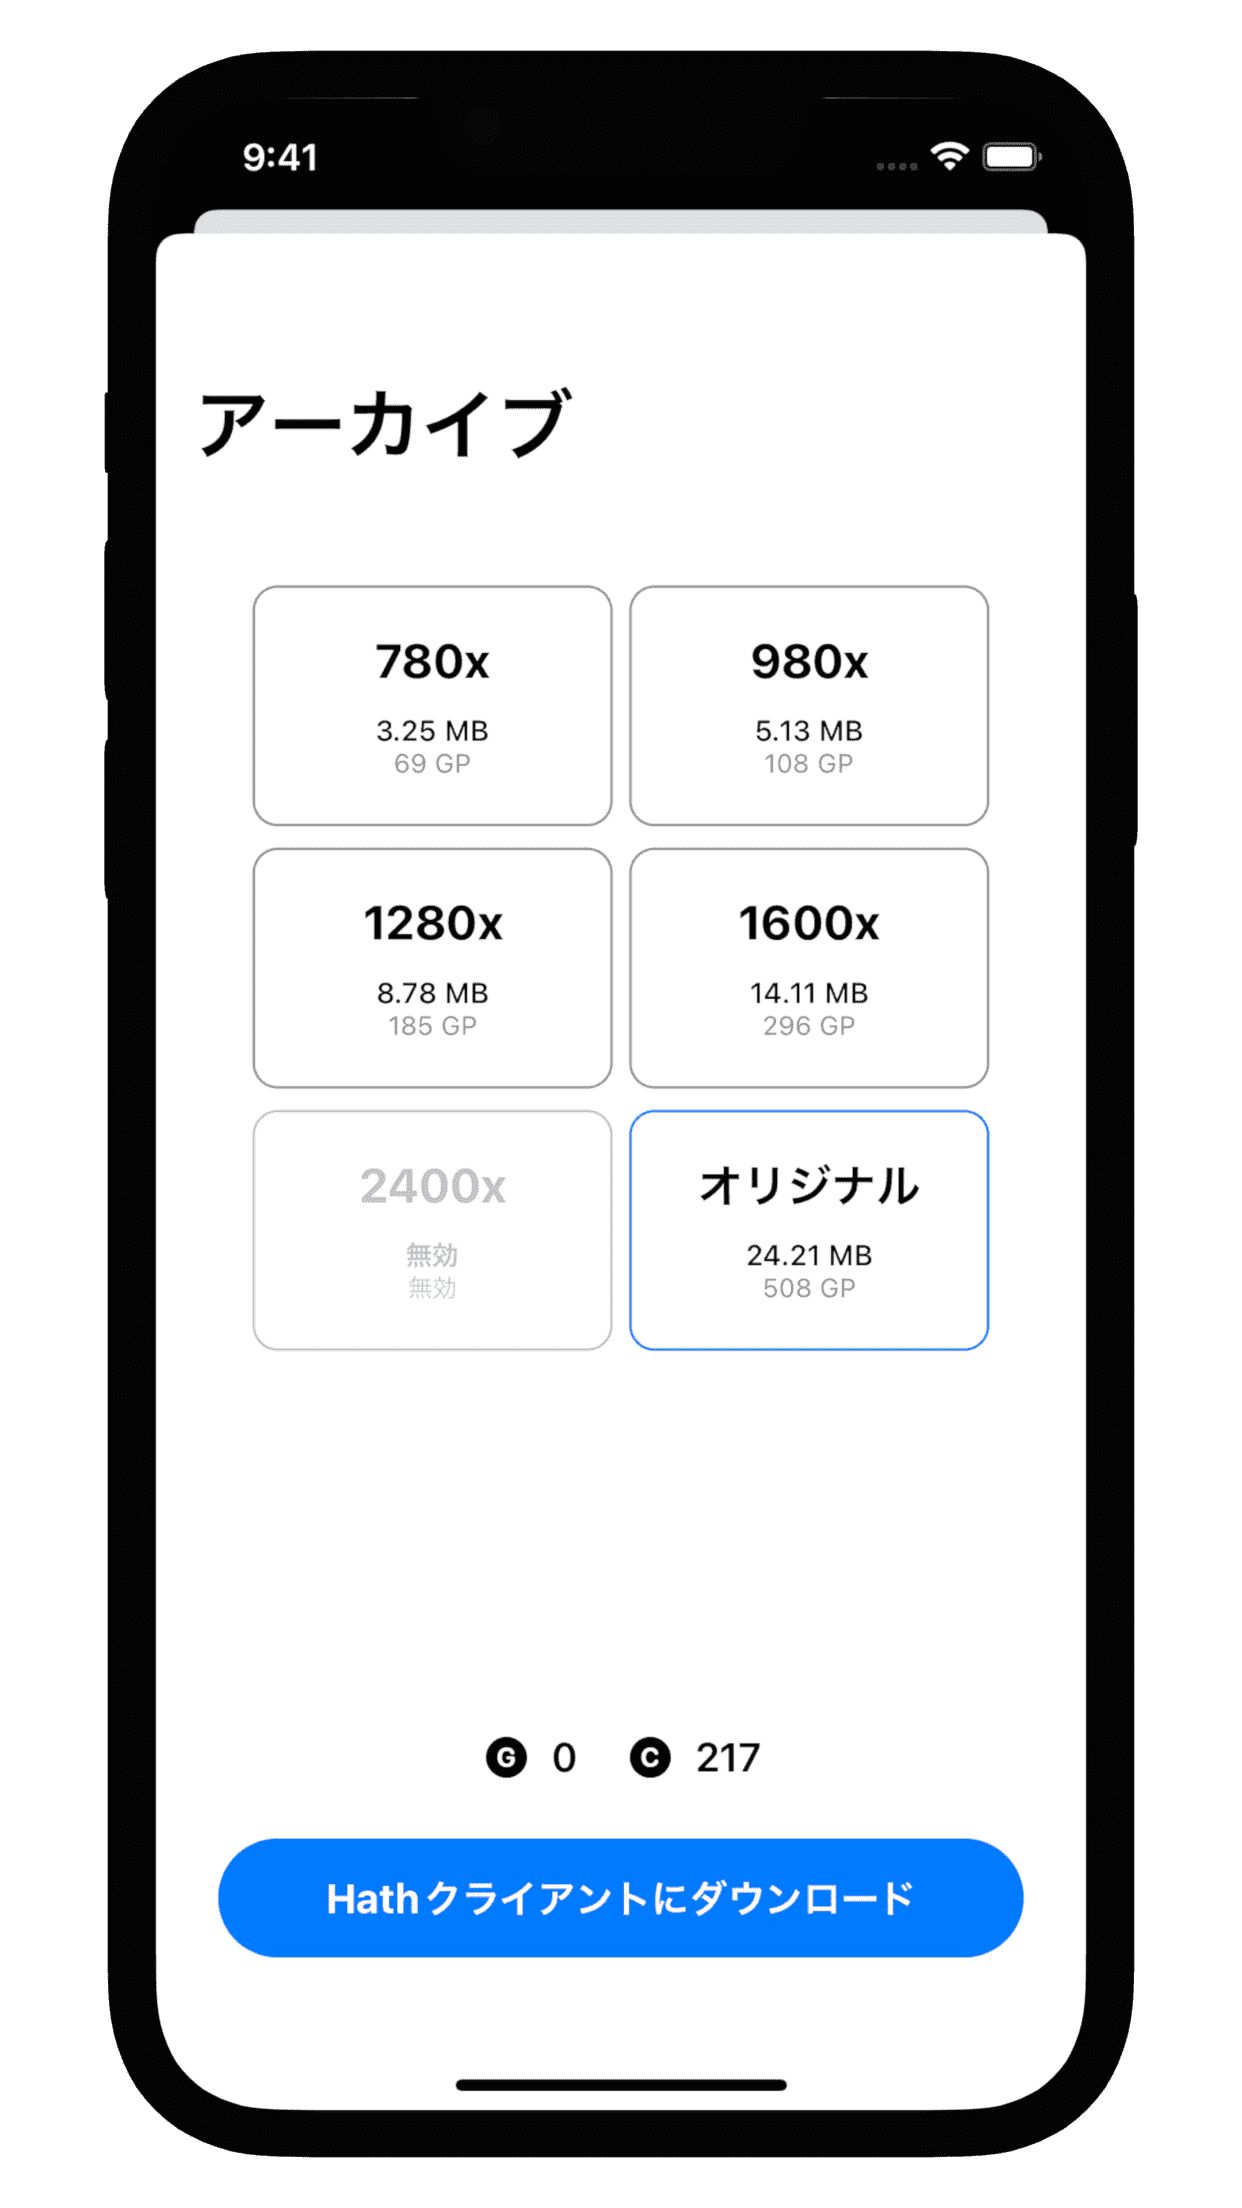 9:41
アーカイブ
780x
3.25 MB
69 GP
980x
5.13 MB
108 GP
1280x
8.78 MB
185 GP
1600x
14.11 MB
296 GP
2400x
無効
無効
オリジナル
24.21 MB
508 GP
G 0 C 217
Hathクライアントにダウンロード